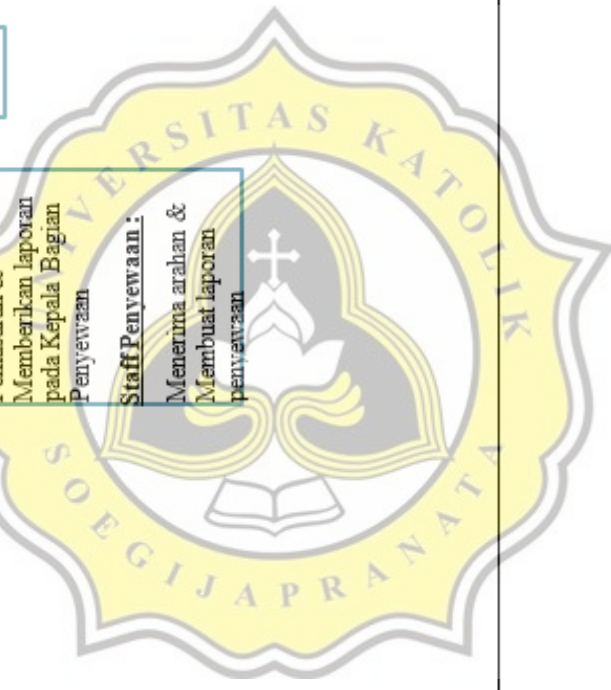 Memberikan laporan
pada Kepala Bagian
Penyewaan
Staff Penyewaan :
Menerima arahan &
Membuat laporan
penyewaan
UNIVERSITAS KATOLIK
SOEGIJAPRANATA